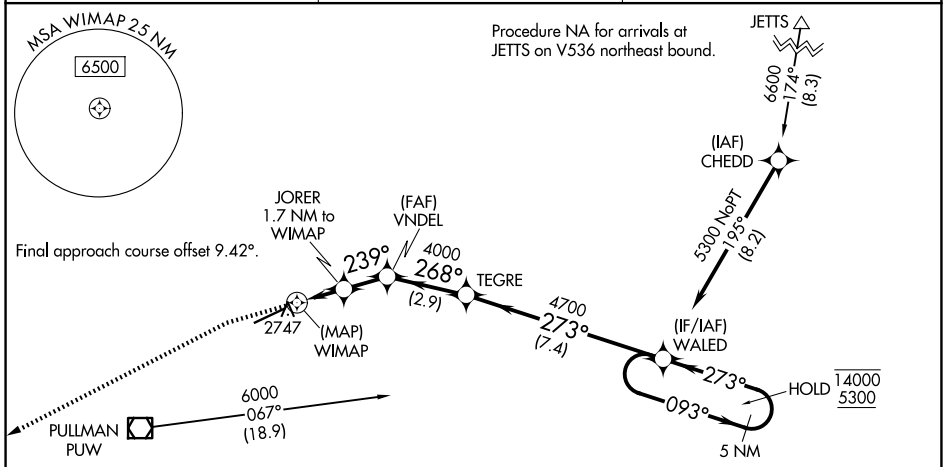 MSA WIMAP 25 NM
6500
Procedure NA for arrivals at
JETTS on V536 northeast bound.
JETTS
6600
174°
(8.3)
(IAF)
CHEDD
5300 NoPT
195°
(8.2)
JORER
1.7 NM to
WIMAP
(FAF)
VNDEL
Final approach course offset 9.42°.
239°
4000
268°
(2.9)
TEGRE
4700
273°
(7.4)
(IF/IAF)
WALED
2747
(MAP)
WIMAP
273°
093°
HOLD
14000
5300
5 NM
6000
067°
(18.9)
PULLMAN
PUW